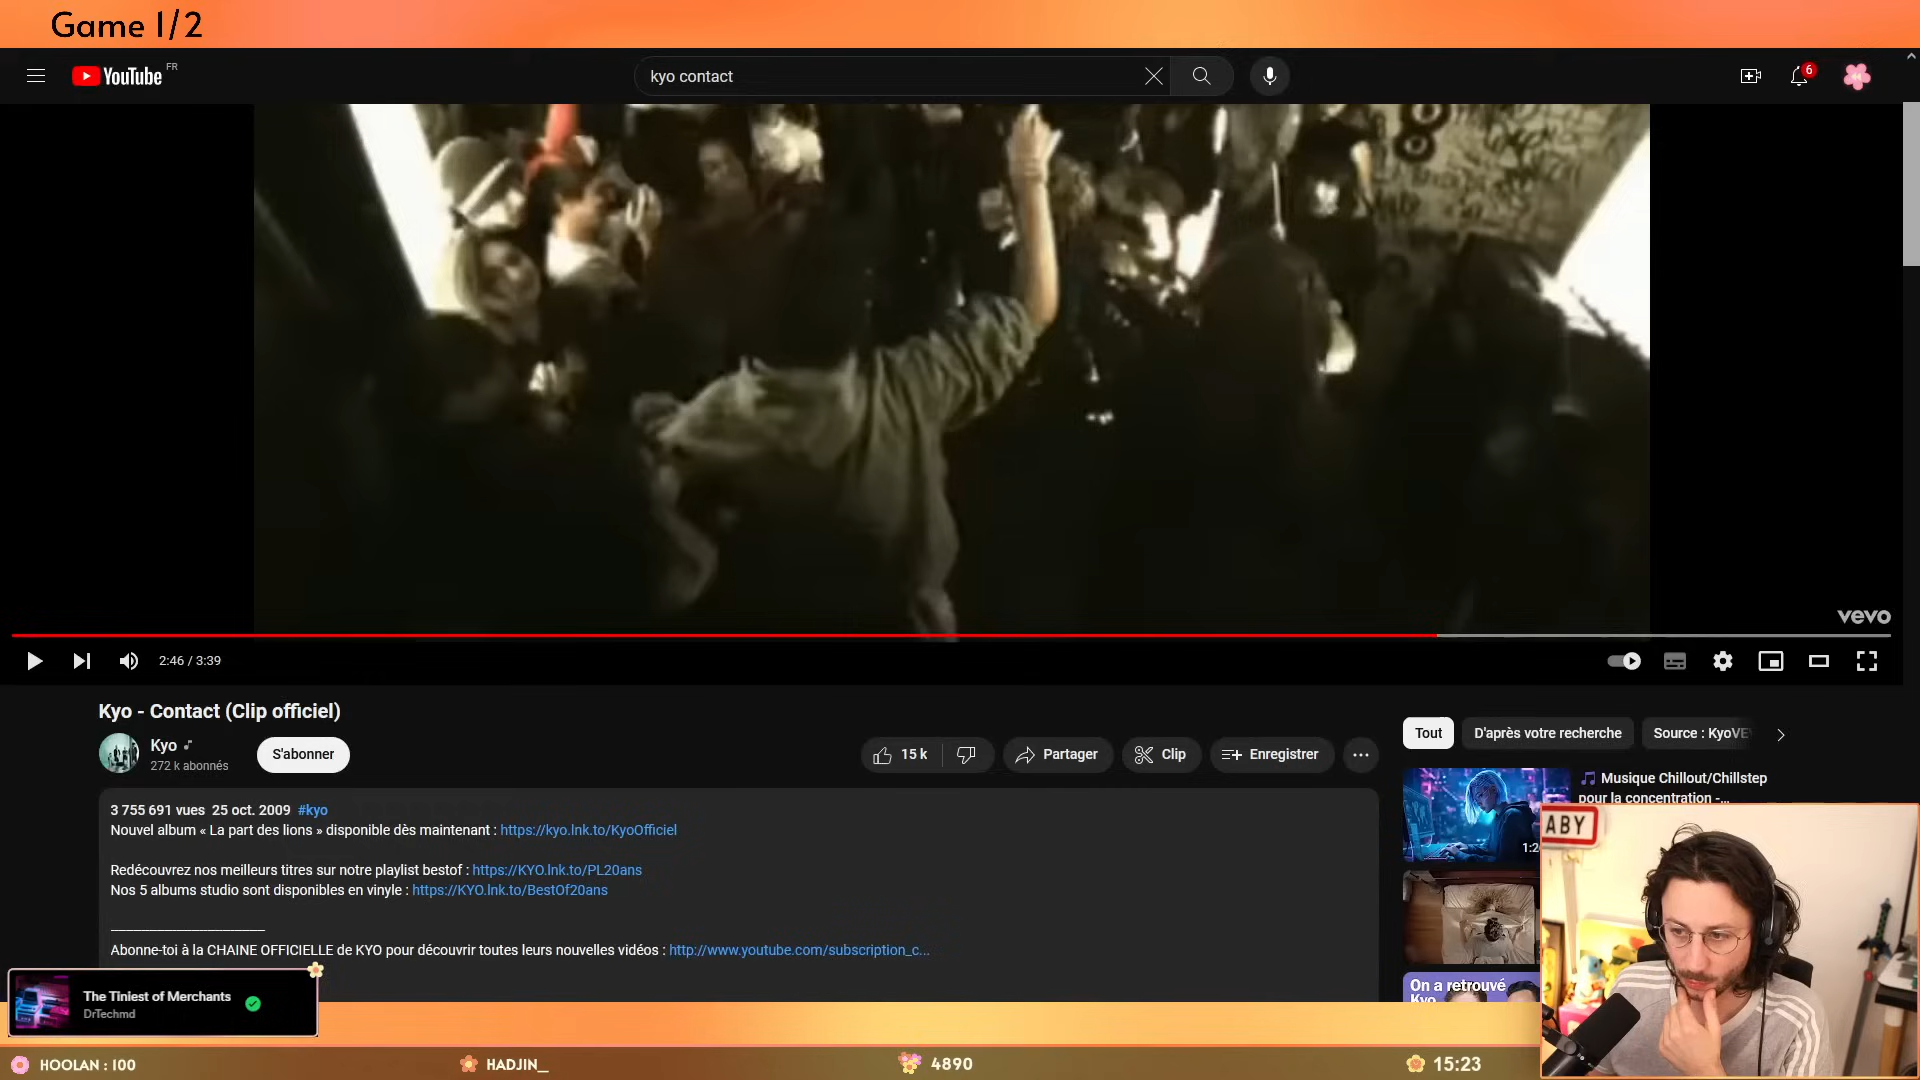 Game 1/2
YouTube FR
kyo contact
6
vevo
2:46 / 3:39
Kyo - Contact (Clip officiel)
Kyo
272 k abonnés
S'abonner
15 k
Partager
Clip
Enregistrer
Tout
D'après votre recherche
Source : KyoVE
3 755 691 vues 25 oct. 2009 #kyo
Nouvel album « La part des lions » disponible dès maintenant : https://kyo.lnk.to/KyoOfficiel
Redécouvrez nos meilleurs titres sur notre playlist bestof : https://KYO.lnk.to/PL20ans
Nos 5 albums studio sont disponibles en vinyle : https://KYO.lnk.to/BestOf20ans
Abonne-toi à la CHAINE OFFICIELLE de KYO pour découvrir toutes leurs nouvelles vidéos : http://www.youtube.com/subscription_c...
Musique Chillout/Chillstep
pour la concentration -...
1:2
On a retrouvé
Kyo
ABY
The Tiniest of Merchants
DrTechmd
HOOLAN : 100
HADJIN_
4890
15:23